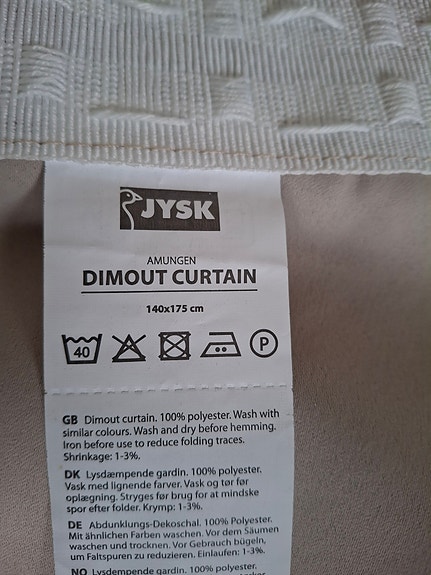 JYSK
AMUNGEN
DIMOUT CURTAIN
140x175 cm
40 P
GB Dimout curtain. 100% polyester. Wash with
similar colours. Wash and dry before hemming.
Iron before use to reduce folding traces.
Shrinkage: 1-3%.
DK Lysdæmpende gardin. 100% polyester.
Vask med lignende farver. Vask og tør før
oplægning. Stryges før brug for at mindske
spor efter folder. Krymp: 1-3%.
DE Abdunklungs-Dekoschal. 100% Polyester.
Mit ähnlichen Farben waschen. Vor dem Säumen
waschen und trocknen. Vor Gebrauch bügeln,
um Faltspuren zu reduzieren. Einlaufen: 1-3%.
NO Lysdempende gardin. 100% polyester.